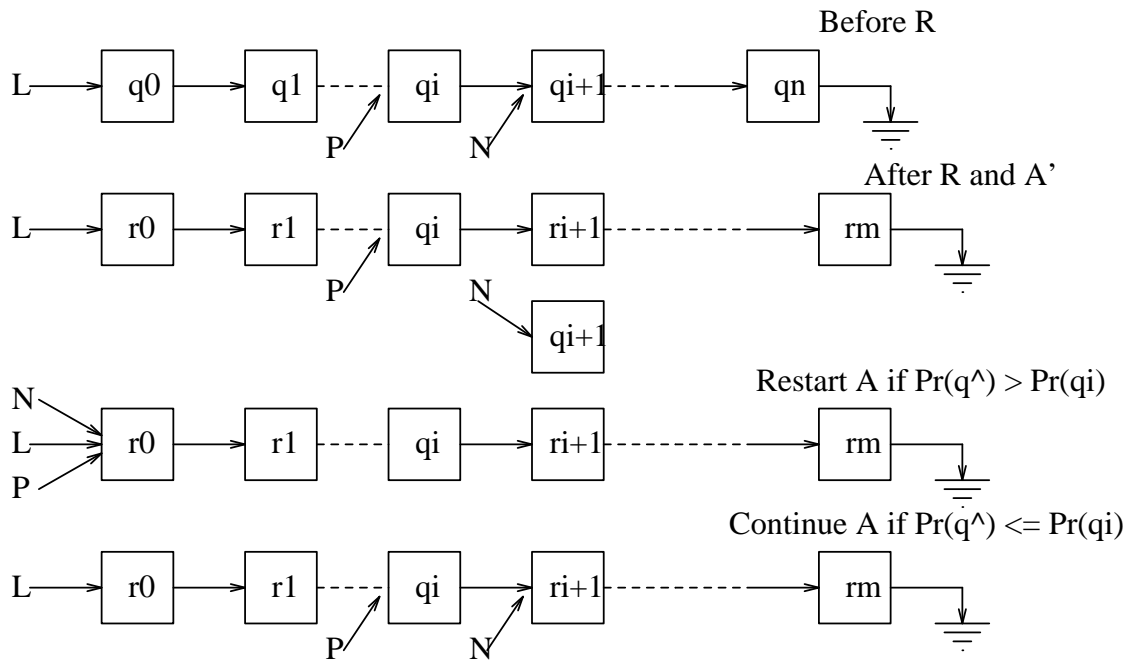 Before R
L q0 q1 qi qi+1 qn
P N
After R and A’
L r0 r1 qi ri+1 rm
P N
qi+1
Restart A if Pr(q^) > Pr(qi)
N
L r0 r1 qi ri+1 rm
P
Continue A if Pr(q^) <= Pr(qi)
L r0 r1 qi ri+1 rm
P N